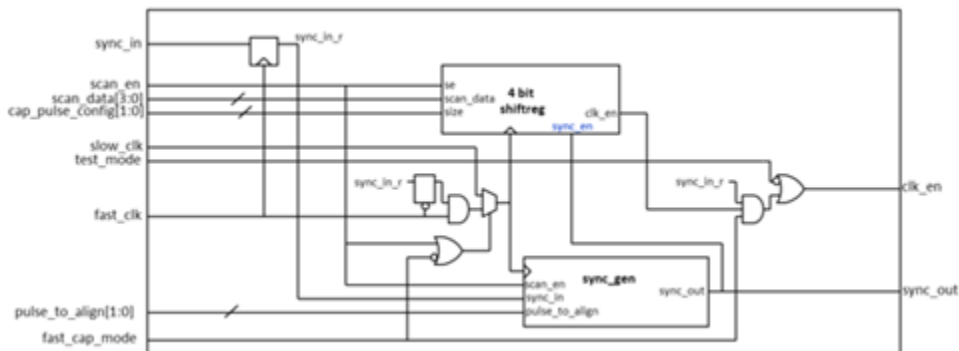 sync_in
sync_in_r
scan_en
scan_data[3:0]
cap_pulse_config[1:0]
se
scan_data
size
4 bit
shiftreg
clk_en
sync_en
slow_clk
test_mode
sync_in_r
sync_in_r
clk_en
fast_clk
sync_gen
scan_en
sync_in
pulse_to_align
sync_out
sync_out
pulse_to_align[1:0]
fast_cap_mode